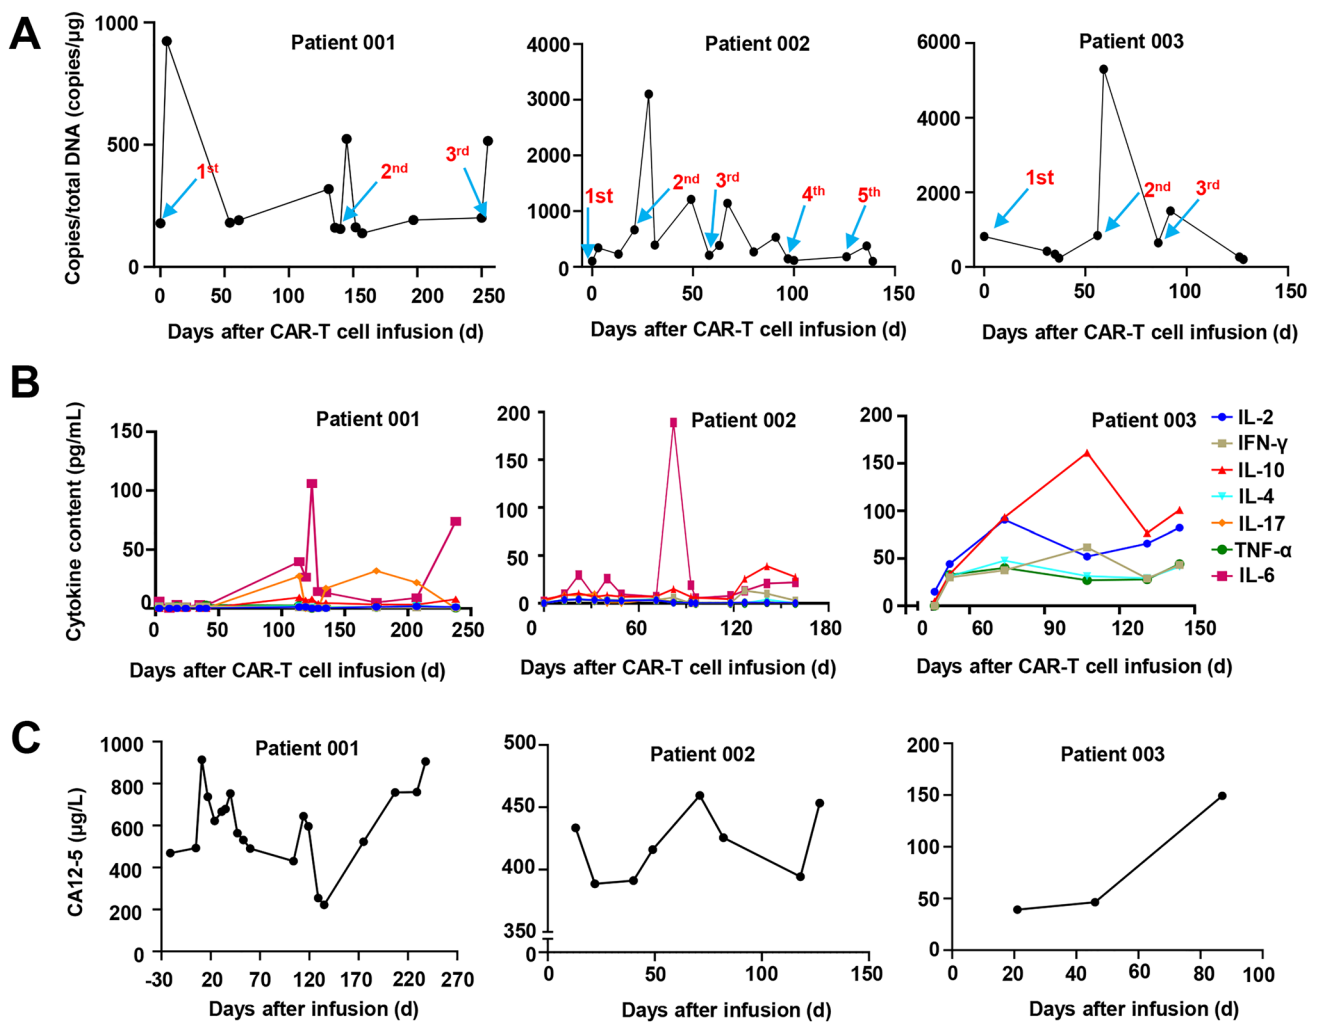 A
Copies/total DNA (copies/μg)
Patient 001
1000
500
0
1st
2nd
3rd
0 50 100 150 200 250
Days after CAR-T cell infusion (d)
Patient 002
4000
3000
2000
1000
0
1st
2nd
3rd
4th
5th
0 50 100 150
Days after CAR-T cell infusion (d)
Patient 003
6000
4000
2000
0
1st
2nd
3rd
0 50 100 150
Days after CAR-T cell infusion (d)
B
Cytokine content (pg/mL)
Patient 001
150
100
50
0
0 50 100 150 200 250
Days after CAR-T cell infusion (d)
Patient 002
200
150
100
50
0
0 60 120 180
Days after CAR-T cell infusion (d)
Patient 003
200
150
100
50
0
0 60 90 120 150
Days after CAR-T cell infusion (d)
IL-2
IFN-γ
IL-10
IL-4
IL-17
TNF-α
IL-6
C
CA12-5 (μg/L)
Patient 001
1000
800
600
400
200
0
-30 20 70 120 170 220 270
Days after infusion (d)
Patient 002
500
450
400
350
0
0 50 100 150
Days after infusion (d)
Patient 003
200
150
100
50
0
0 20 40 60 80 100
Days after infusion (d)